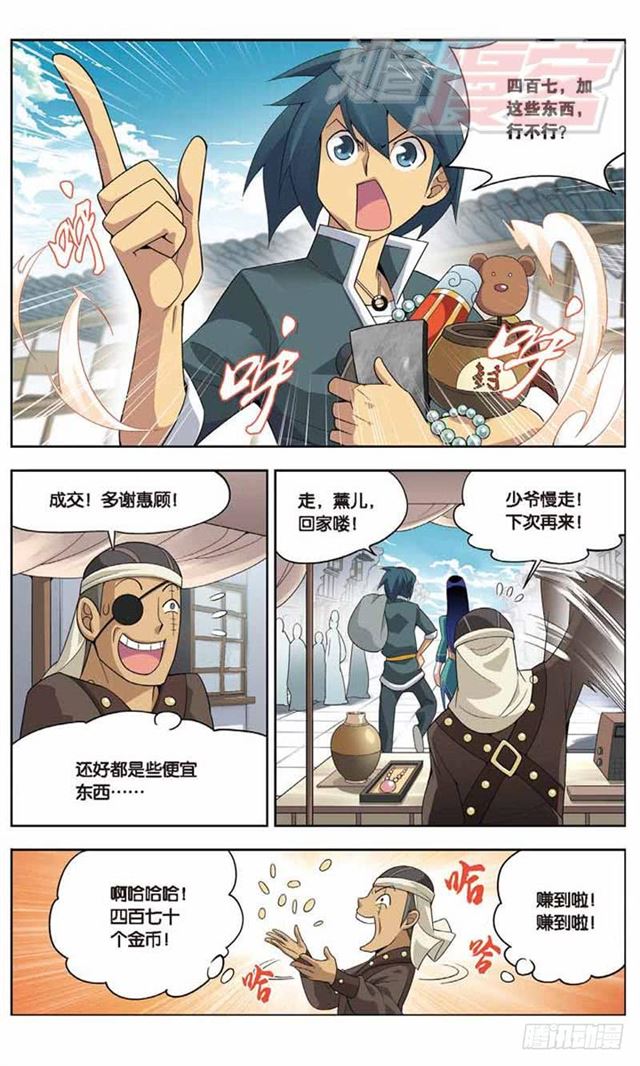 漫客
四百七，加
这些东西，
行不行？
呼
呼
呼
封
成交！多谢惠顾！
还好都是些便宜
东西……
走，薰儿，
回家喽！
少爷慢走！
下次再来！
啊哈哈哈！
四百七十
个金币！
哈
哈
哈
赚到啦！
赚到啦！
腾讯动漫